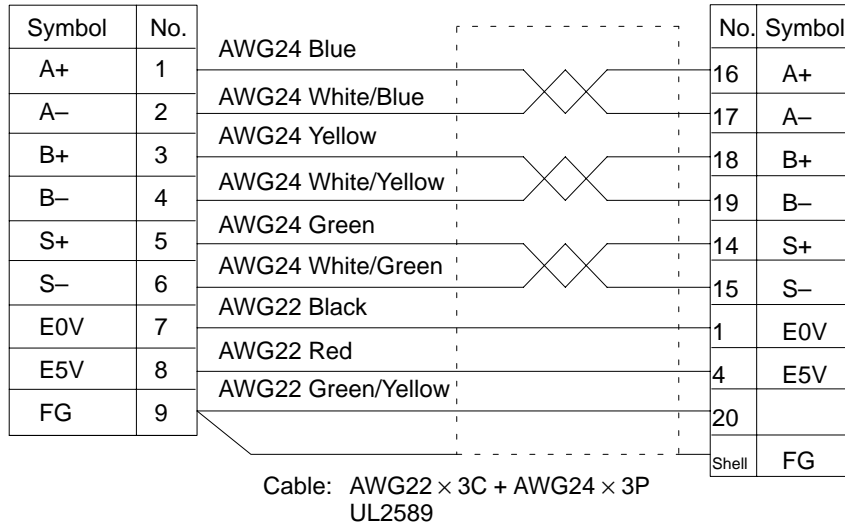 Symbol No. No. Symbol
AWG24 Blue
A+ 1 16 A+
AWG24 White/Blue
A– 2 17 A–
AWG24 Yellow
B+ 3 18 B+
AWG24 White/Yellow
B– 4 19 B–
AWG24 Green
S+ 5 14 S+
AWG24 White/Green
S– 6 15 S–
AWG22 Black
E0V 7 1 E0V
AWG22 Red
E5V 8 4 E5V
AWG22 Green/Yellow
FG 9 20
Shell FG
Cable: AWG22 × 3C + AWG24 × 3P
UL2589